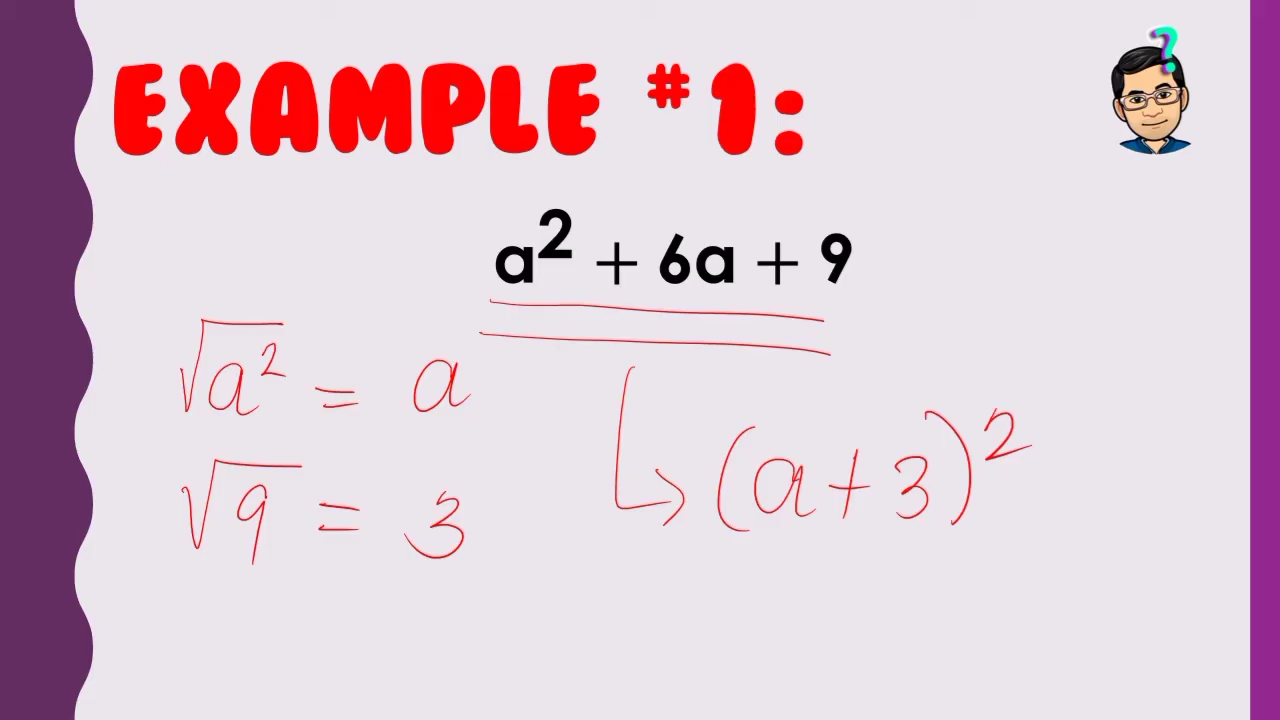 EXAMPLE #1:
a² + 6a + 9
√a² = a
√9 = 3
(a+3)²
?